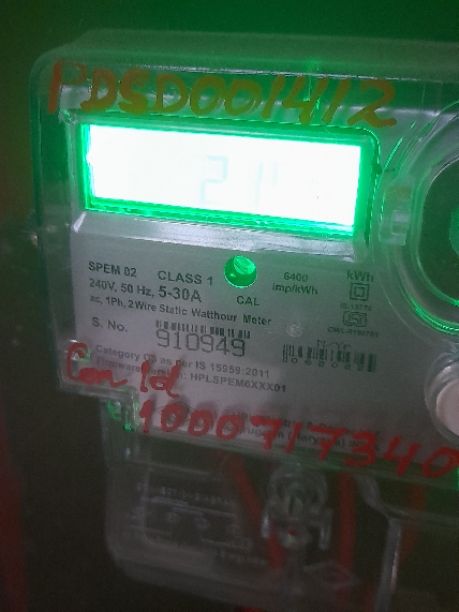 PDSD001412
21
SPEM 02 CLASS 1 6400 kWh
240V, 50 Hz, 5-30A CAL imp/kWh
ac, 1Ph, 2Wire Static Watthour Meter
S. No. 910949
Category as per IS 15959:2011
HPLSPEM0XXX01
Con Id
1000717340